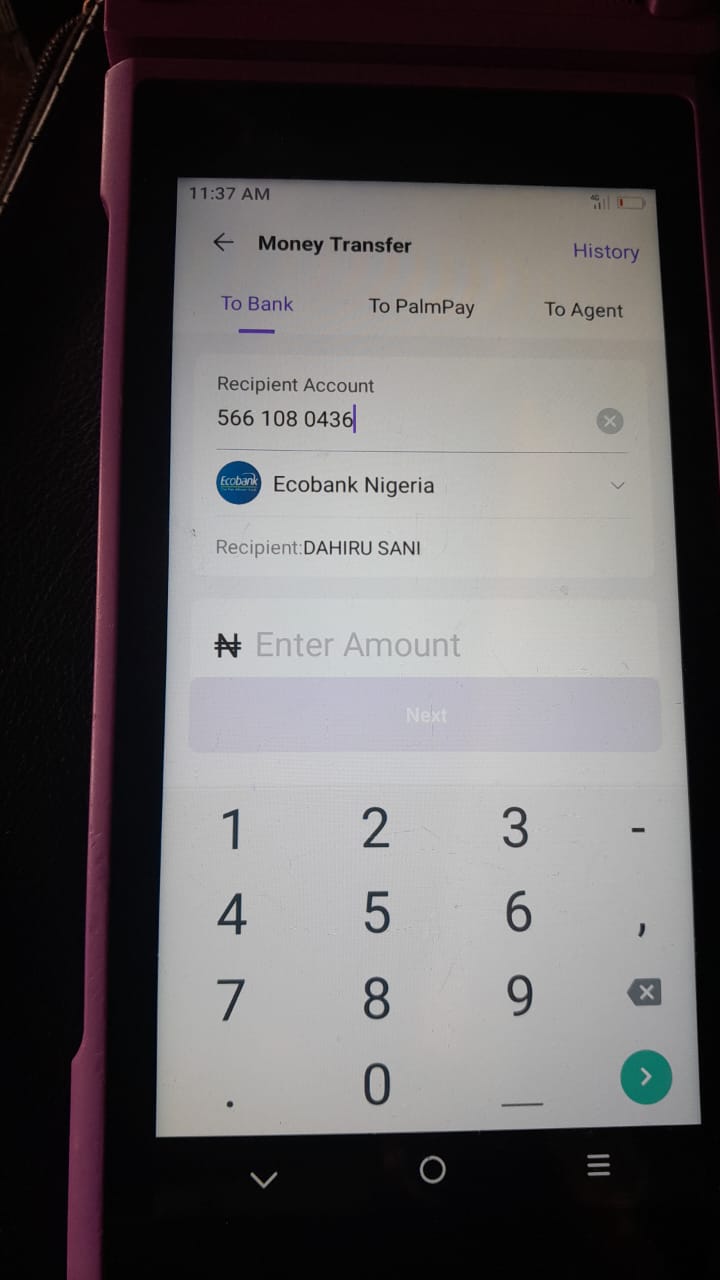 11:37 AM
4G
← Money Transfer
History
To Bank To PalmPay To Agent
Recipient Account
566 108 0436
Ecobank
Ecobank Nigeria
Recipient:DAHIRU SANI
₦ Enter Amount
Next
1 2 3 -
4 5 6 ,
7 8 9
. 0 _